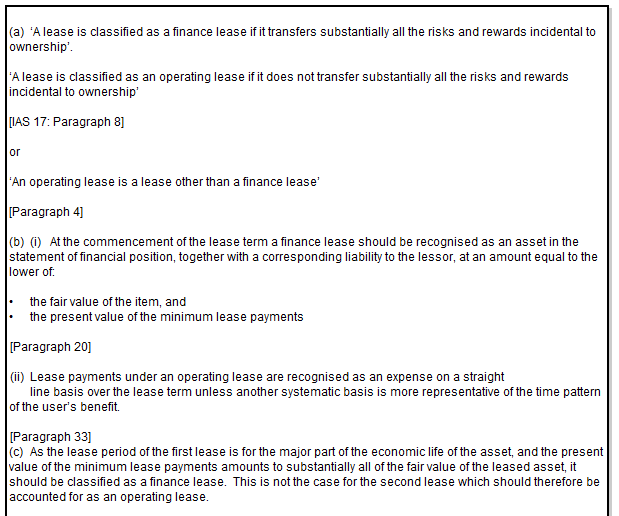 (a) ‘A lease is classified as a finance lease if it transfers substantially all the risks and rewards incidental to
ownership’.
‘A lease is classified as an operating lease if it does not transfer substantially all the risks and rewards
incidental to ownership’
[IAS 17: Paragraph 8]
or
‘An operating lease is a lease other than a finance lease’
[Paragraph 4]
(b) (i) At the commencement of the lease term a finance lease should be recognised as an asset in the
statement of financial position, together with a corresponding liability to the lessor, at an amount equal to the
lower of:
• the fair value of the item, and
• the present value of the minimum lease payments
[Paragraph 20]
(ii) Lease payments under an operating lease are recognised as an expense on a straight
line basis over the lease term unless another systematic basis is more representative of the time pattern
of the user’s benefit.
[Paragraph 33]
(c) As the lease period of the first lease is for the major part of the economic life of the asset, and the present
value of the minimum lease payments amounts to substantially all of the fair value of the leased asset, it
should be classified as a finance lease. This is not the case for the second lease which should therefore be
accounted for as an operating lease.